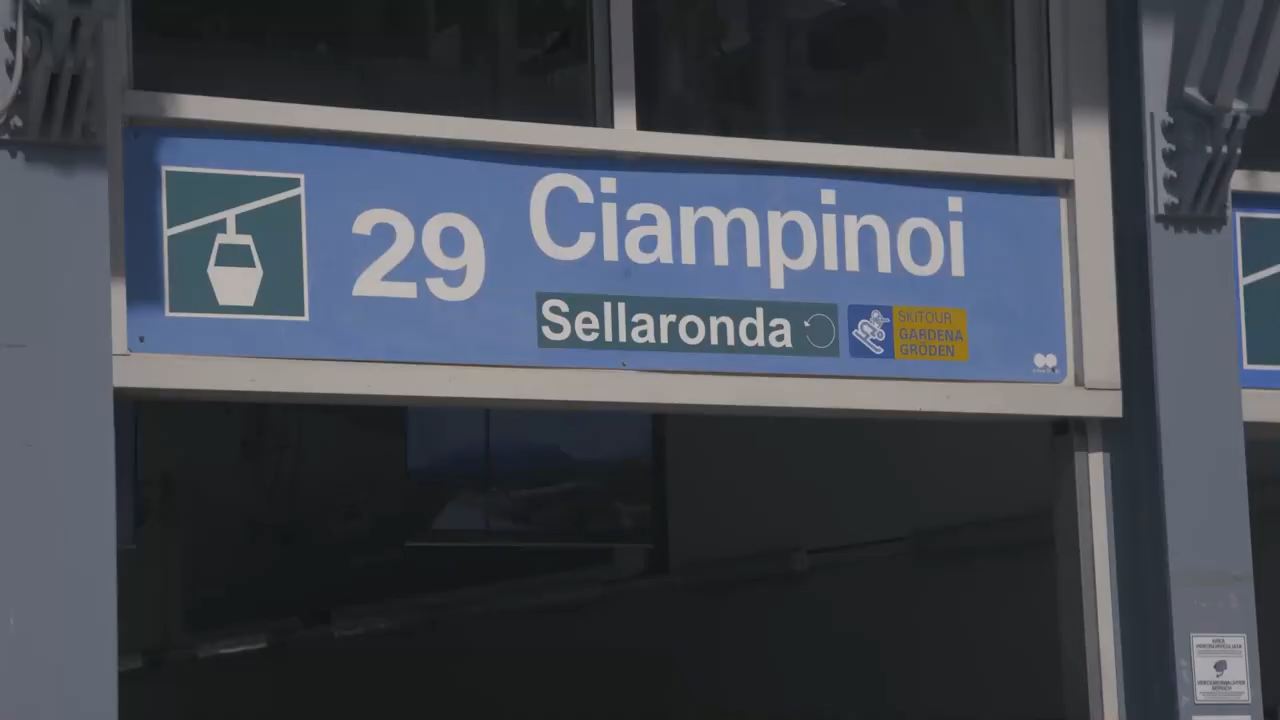 29
Ciampinoi
Sellaronda
SKITOUR
GARDENA
GRÖDEN